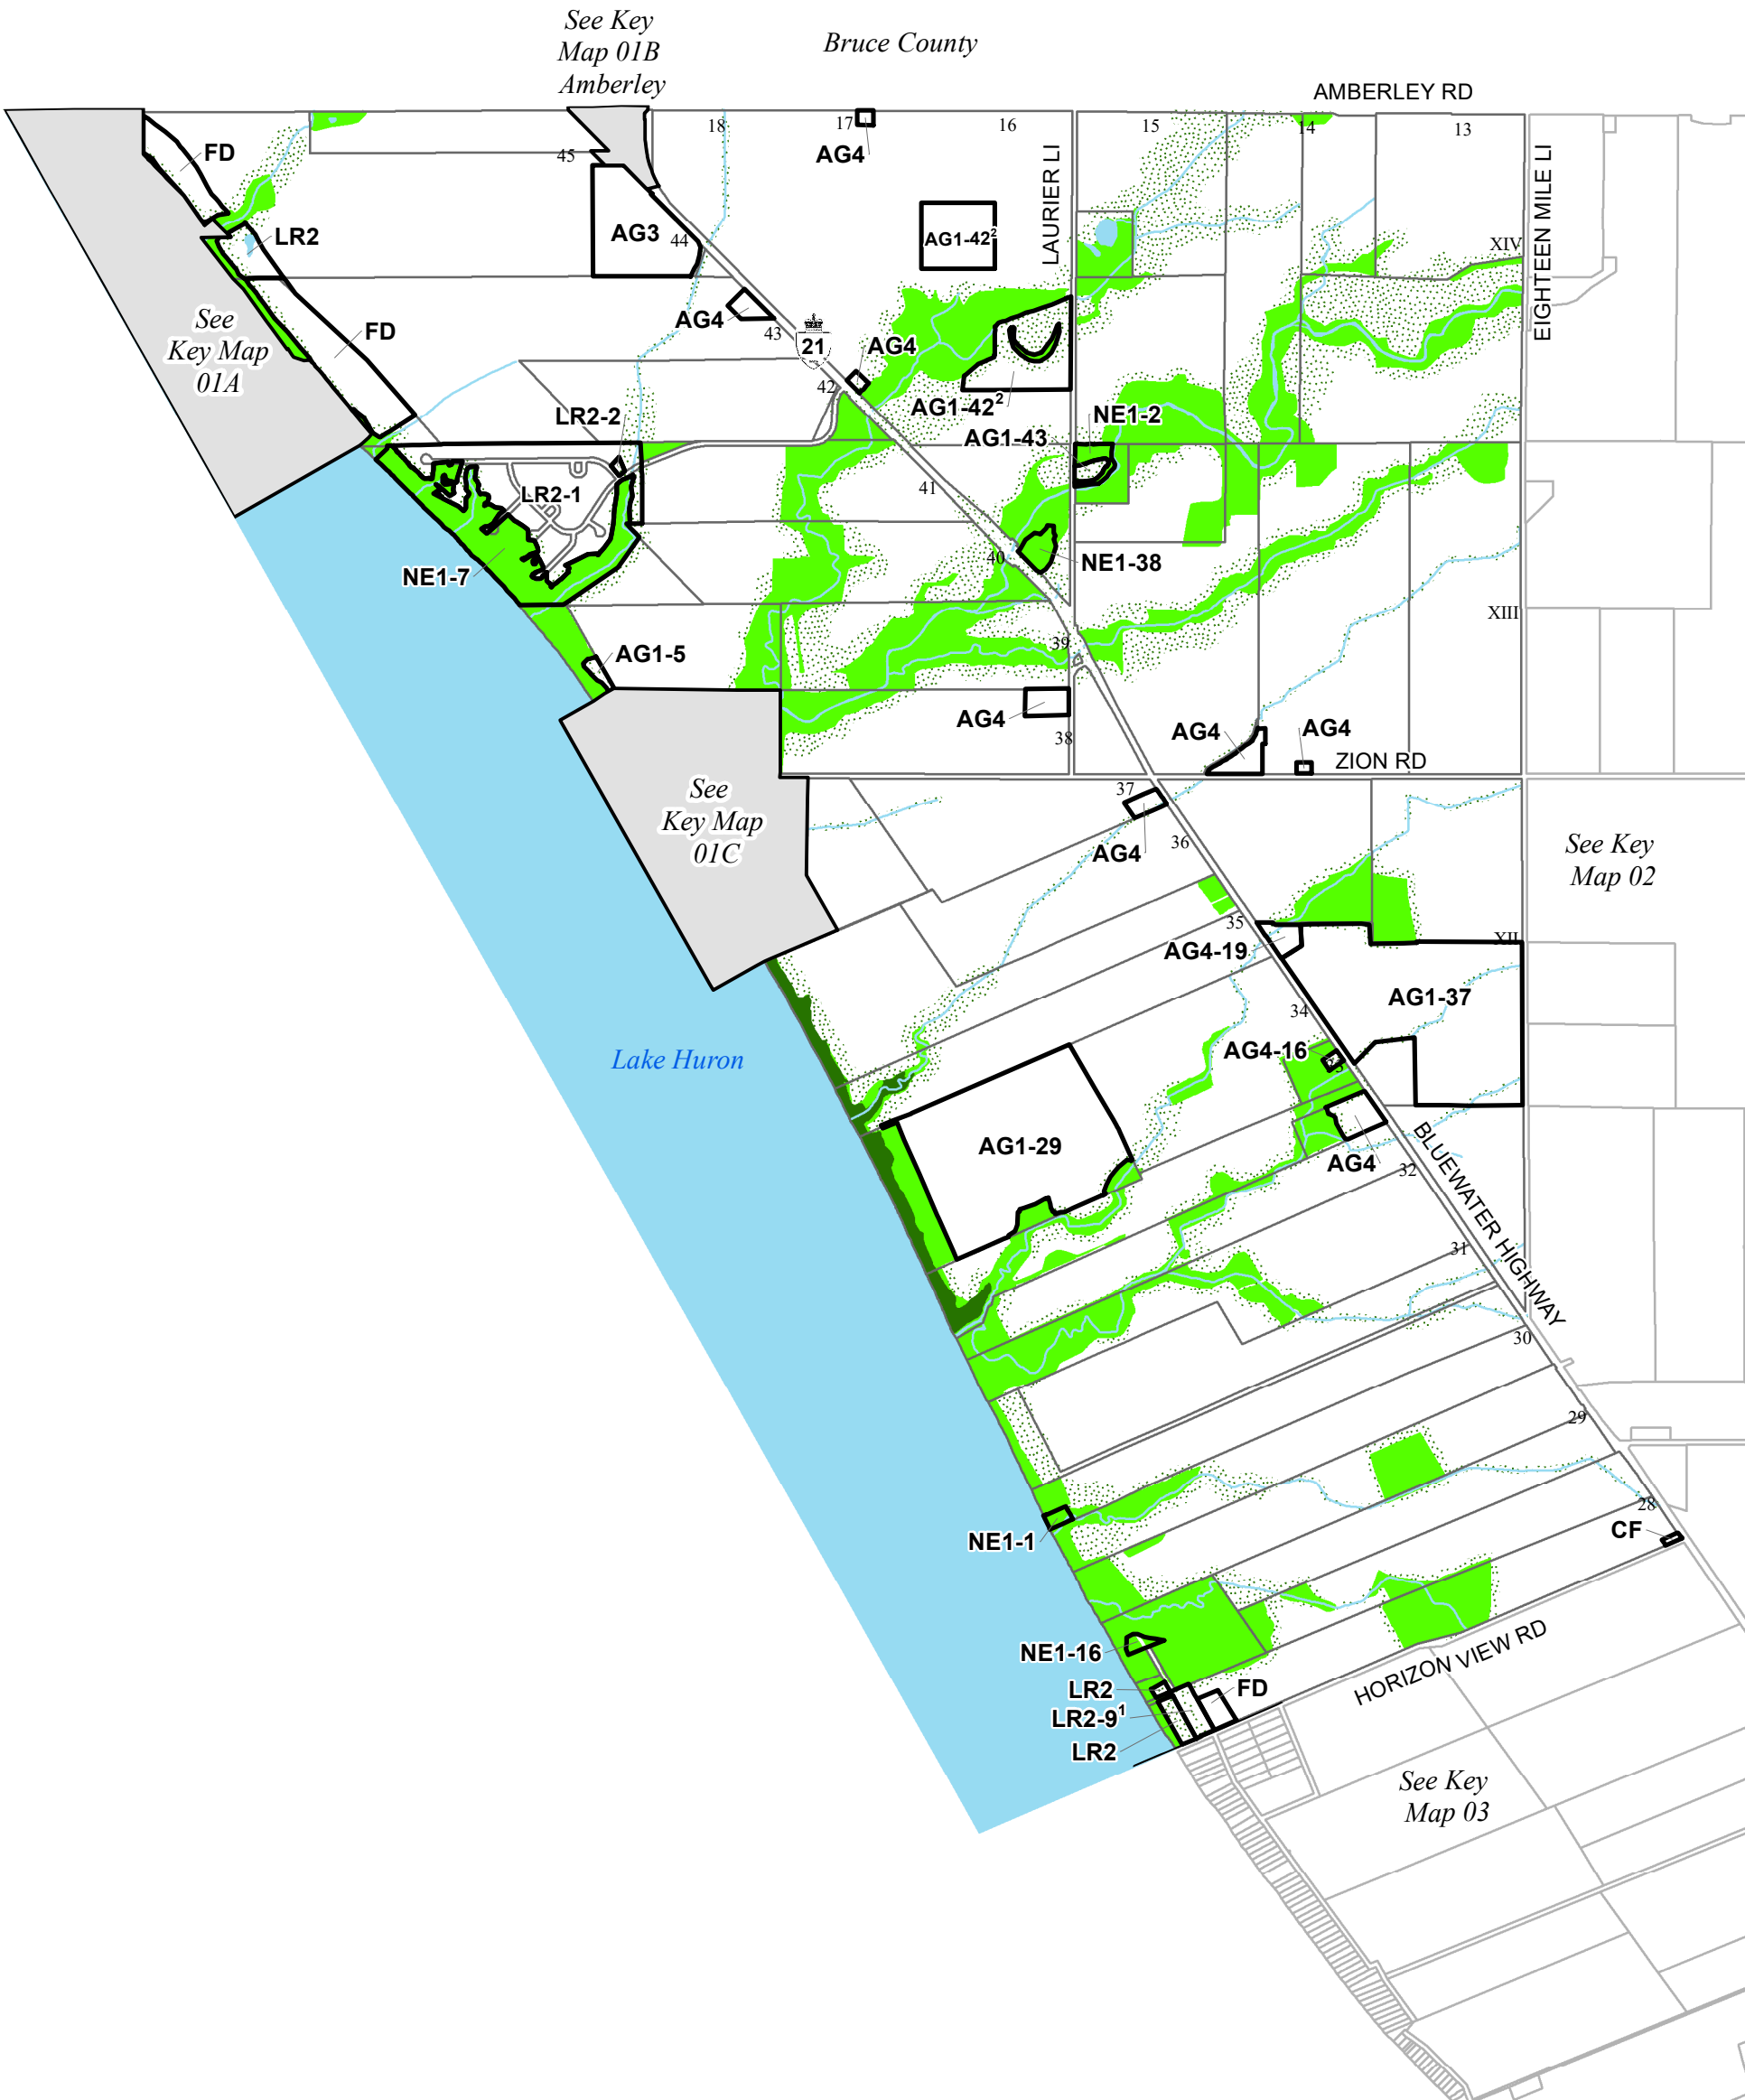 See Key
Map 01B
Amberley
Bruce County
AMBERLEY RD
18
17
16
15
14
13
45
FD
AG4
LAURIER LI
EIGHTEEN MILE LI
LR2
AG3
44
AG1-42²
XIV
See
Key Map
01A
FD
AG4
43
21
AG4
42
AG1-42²
LR2-2
NE1-2
AG1-43
41
LR2-1
40
NE1-38
NE1-7
XIII
39
AG1-5
AG4
38
AG4
AG4
ZION RD
See
Key Map
01C
37
36
AG4
See Key
Map 02
35
AG4-19
XII
AG1-37
34
Lake Huron
AG4-16
AG1-29
BLUEWATER HIGHWAY
AG4
32
31
30
29
28
CF
NE1-1
NE1-16
HORIZON VIEW RD
LR2
FD
LR2-9¹
LR2
See Key
Map 03